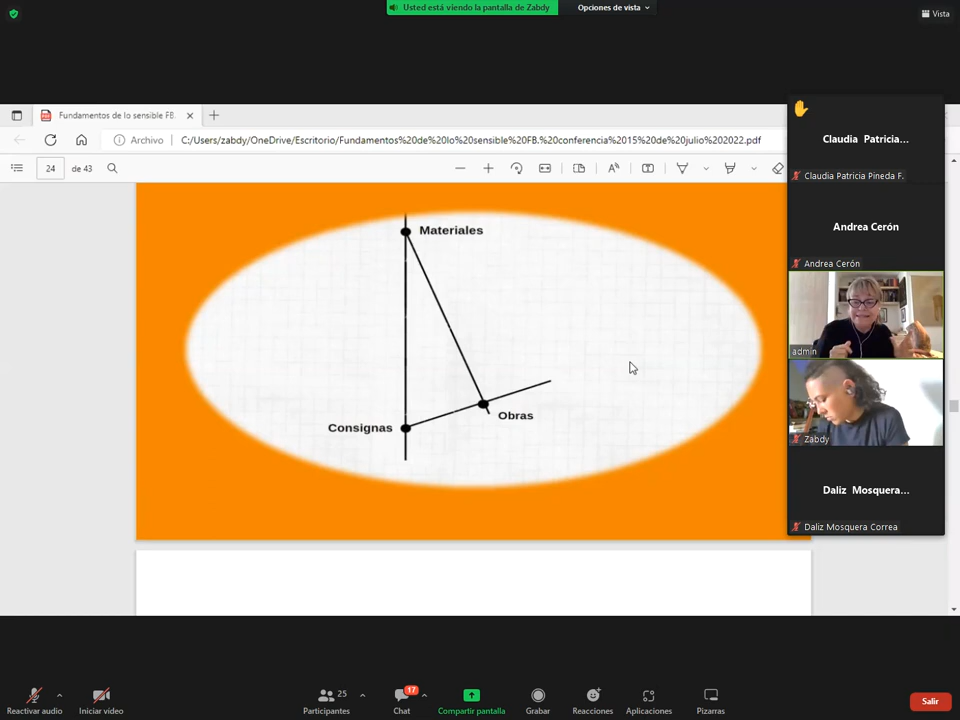 Usted está viendo la pantalla de Zabdy
Opciones de vista
Vista
Fundamentos de lo sensible FB.
Archivo
C:/Users/zabdy/OneDrive/Escritorio/Fundamentos%20de%20lo%20sensible%20FB.%20conferencia%2015%20de%20julio%202022.pdf
24
de 43
Materiales
Obras
Consignas
Claudia Patricia...
Claudia Patricia Pineda F.
Andrea Cerón
Andrea Cerón
admin
Zabdy
Daliz Mosquera...
Daliz Mosquera Correa
Reactivar audio
Iniciar video
25
Participantes
17
Chat
Compartir pantalla
Grabar
Reacciones
Aplicaciones
Pizarras
Salir